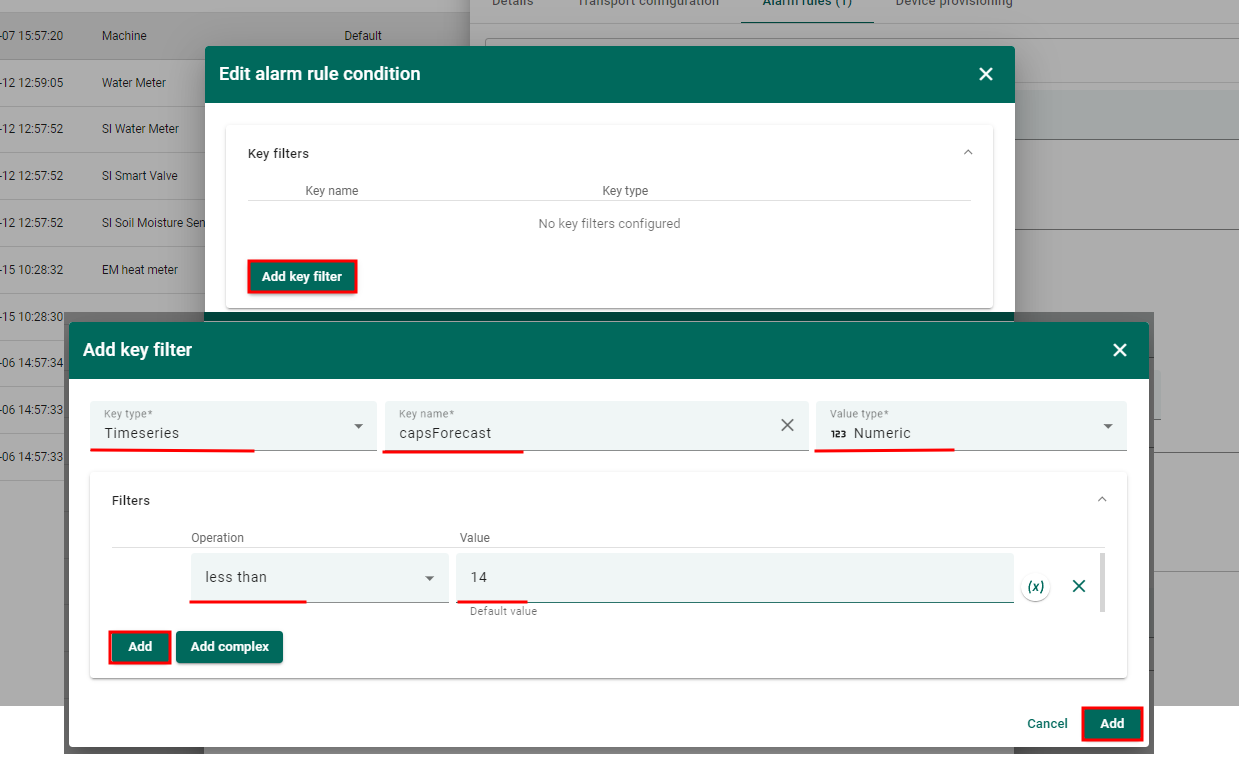 Details Transport configuration Alarm rules (1) Device provisioning
-07 15:57:20 Machine Default
Edit alarm rule condition
-12 12:59:05 Water Meter
-12 12:57:52 SI Water Meter
-12 12:57:52 SI Smart Valve
-12 12:57:52 SI Soil Moisture Sen
-15 10:28:32 EM heat meter
-15 10:28:30
-06 14:57:34
-06 14:57:33
-06 14:57:33
Key filters
Key name Key type
No key filters configured
Add key filter
Add key filter
Key type* Key name* Value type*
Timeseries capsForecast 123 Numeric
Filters
Operation Value
less than 14 (x)
Default value
Add Add complex
Cancel Add